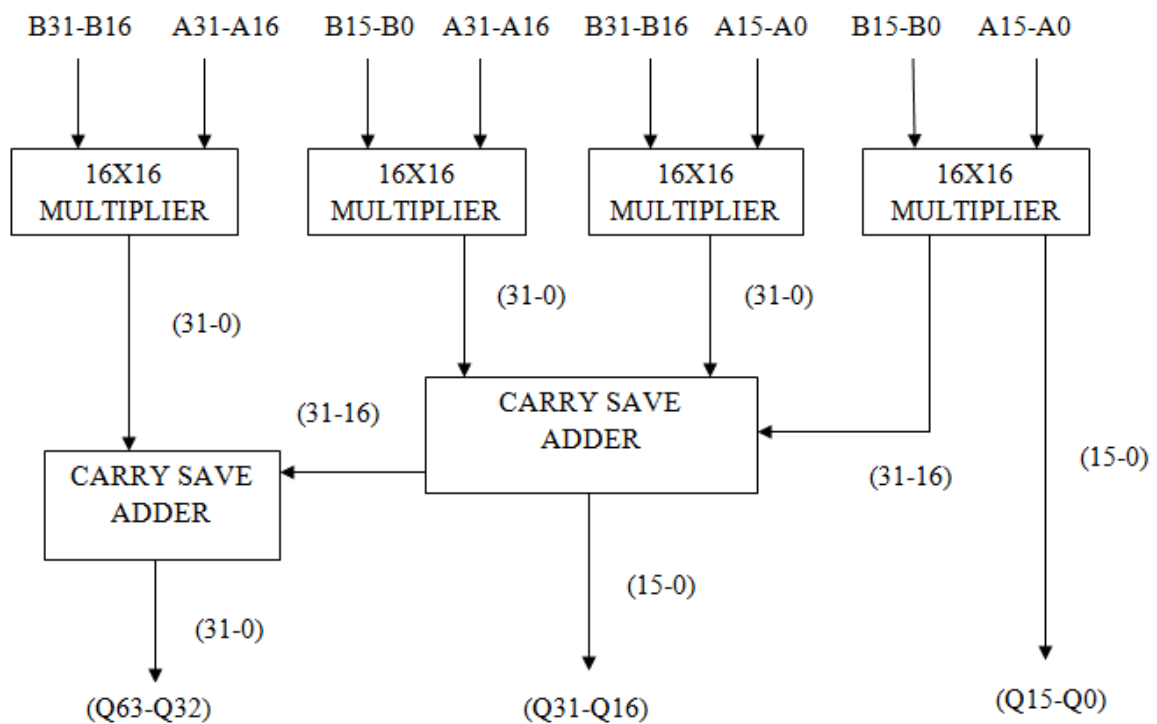 B31-B16 A31-A16 B15-B0 A31-A16 B31-B16 A15-A0 B15-B0 A15-A0
16X16 MULTIPLIER
16X16 MULTIPLIER
16X16 MULTIPLIER
16X16 MULTIPLIER
(31-0)
(31-0)
(31-0)
CARRY SAVE
ADDER
(31-16)
(31-16)
(15-0)
CARRY SAVE
ADDER
(15-0)
(31-0)
(Q63-Q32)
(Q31-Q16)
(Q15-Q0)